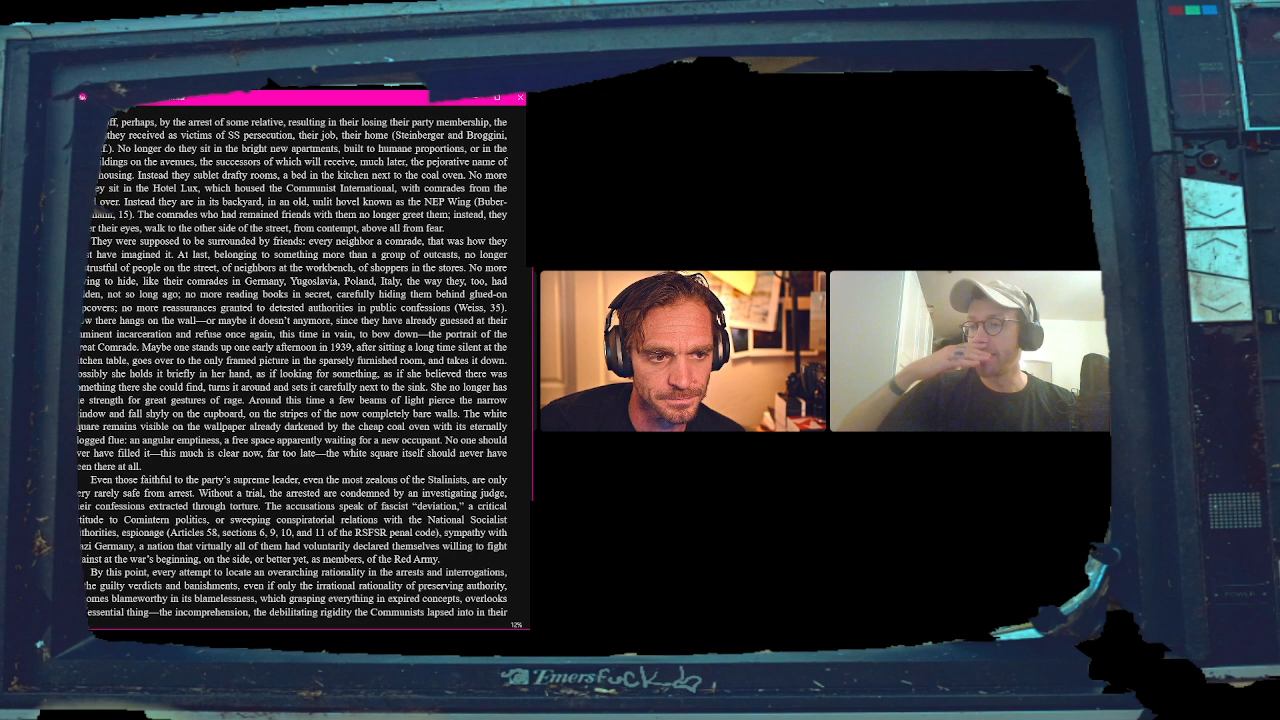 perhaps, by the arrest of some relative, resulting in their losing their party membership, the
they received as victims of SS persecution, their job, their home (Steinberger and Broggini,
No longer do they sit in the bright new apartments, built to humane proportions, or in the
on the avenues, the successors of which will receive, much later, the pejorative name of
housing. Instead they sublet drafty rooms, a bed in the kitchen next to the coal oven. No more
sit in the Hotel Lux, which housed the Communist International, with comrades from the
over. Instead they are in its backyard, in an old, unlit hovel known as the NEP Wing (Buber-
15). The comrades who had remained friends with them no longer greet them; instead, they
their eyes, walk to the other side of the street, from contempt, above all from fear.
They were supposed to be surrounded by friends: every neighbor a comrade, that was how they
have imagined it. At last, belonging to something more than a group of outcasts, no longer
of people on the street, of neighbors at the workbench, of shoppers in the stores. No more
to hide, like their comrades in Germany, Yugoslavia, Poland, Italy, the way they, too, had
not so long ago; no more reading books in secret, carefully hiding them behind glued-on
no more reassurances granted to detested authorities in public confessions (Weiss, 35).
there hangs on the wall—or maybe it doesn't anymore, since they have already guessed at their
incarceration and refuse once again, this time in vain, to bow down—the portrait of the
Comrade. Maybe one stands up one early afternoon in 1939, after sitting a long time silent at the
table, goes over to the only framed picture in the sparsely furnished room, and takes it down.
she holds it briefly in her hand, as if looking for something, as if she believed there was
there she could find, turns it around and sets it carefully next to the sink. She no longer has
strength for great gestures of rage. Around this time a few beams of light pierce the narrow
and fall shyly on the cupboard, on the stripes of the now completely bare walls. The white
remains visible on the wallpaper already darkened by the cheap coal oven with its eternally
flue: an angular emptiness, a free space apparently waiting for a new occupant. No one should
have filled it—this much is clear now, far too late—the white square itself should never have
there at all.
Even those faithful to the party's supreme leader, even the most zealous of the Stalinists, are only
rarely safe from arrest. Without a trial, the arrested are condemned by an investigating judge,
confessions extracted through torture. The accusations speak of fascist “deviation,” a critical
to Comintern politics, or sweeping conspiratorial relations with the National Socialist
espionage (Articles 58, sections 6, 9, 10, and 11 of the RSFSR penal code), sympathy with
Germany, a nation that virtually all of them had voluntarily declared themselves willing to fight
at the war's beginning, on the side, or better yet, as members, of the Red Army.
By this point, every attempt to locate an overarching rationality in the arrests and interrogations,
guilty verdicts and banishments, even if only the irrational rationality of preserving authority,
blameworthy in its blamelessness, which grasping everything in expired concepts, overlooks
essential thing—the incomprehension, the debilitating rigidity the Communists lapsed into in their
12%
Emersfuck
POWER